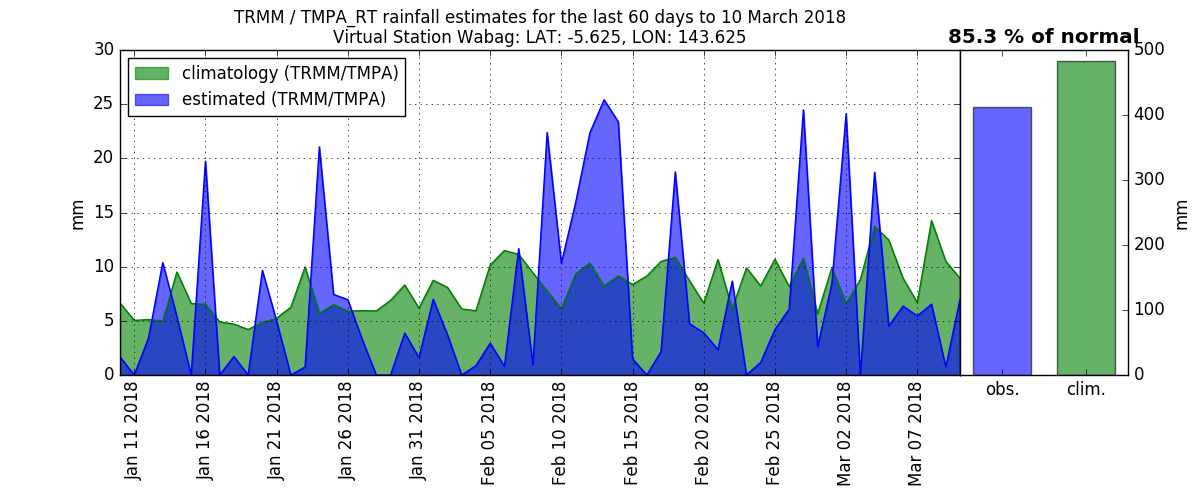 TRMM / TMPA_RT rainfall estimates for the last 60 days to 10 March 2018
Virtual Station Wabag: LAT: -5.625, LON: 143.625
85.3 % of normal
climatology (TRMM/TMPA)
estimated (TRMM/TMPA)
mm
30
25
20
15
10
5
0
Jan 11 2018
Jan 16 2018
Jan 21 2018
Jan 26 2018
Jan 31 2018
Feb 05 2018
Feb 10 2018
Feb 15 2018
Feb 20 2018
Feb 25 2018
Mar 02 2018
Mar 07 2018
obs.
clim.
500
400
300
200
100
0
mm